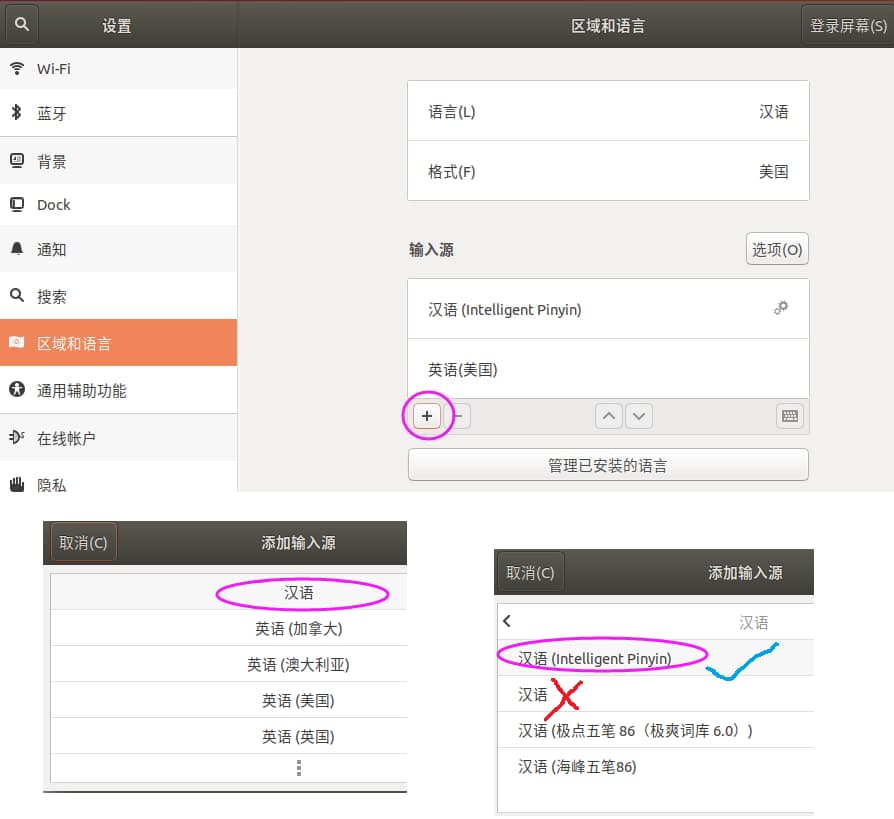 设置
区域和语言
登录屏幕(S)
Wi-Fi
蓝牙
背景
Dock
通知
搜索
区域和语言
通用辅助功能
在线帐户
隐私
语言(L) 汉语
格式(F) 美国
输入源 选项(O)
汉语 (Intelligent Pinyin)
英语(美国)
管理已安装的语言
取消(C) 添加输入源
汉语
英语 (加拿大)
英语 (澳大利亚)
英语 (美国)
英语 (英国)
取消(C) 添加输入源
汉语
汉语 (Intelligent Pinyin)
汉语
汉语 (极点五笔 86（极爽词库 6.0）)
汉语 (海峰五笔86)